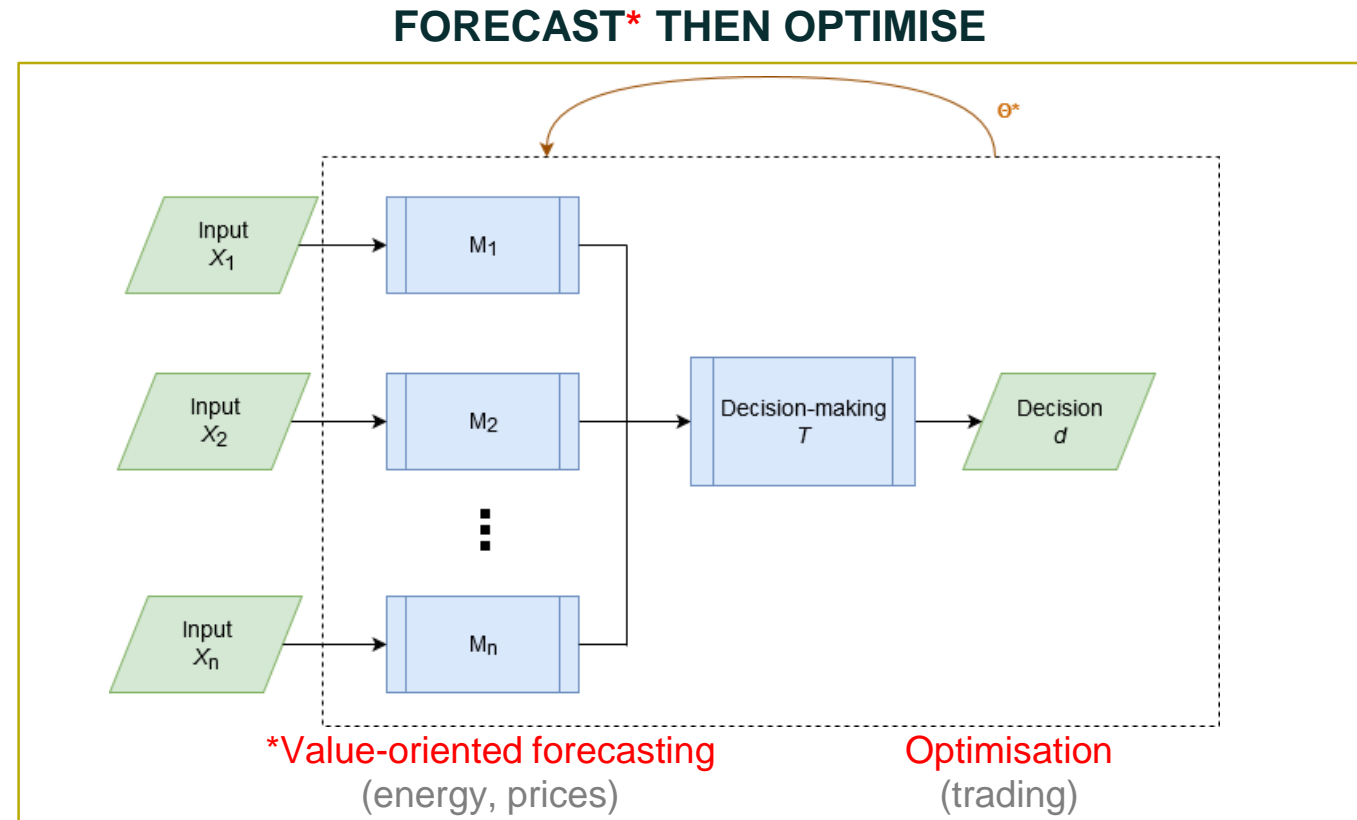 FORECAST* THEN OPTIMISE
Θ*
Input
X1
M1
Input
X2
M2
Decision-making
T
Decision
d
Input
Xn
Mn
*Value-oriented forecasting
(energy, prices)
Optimisation
(trading)